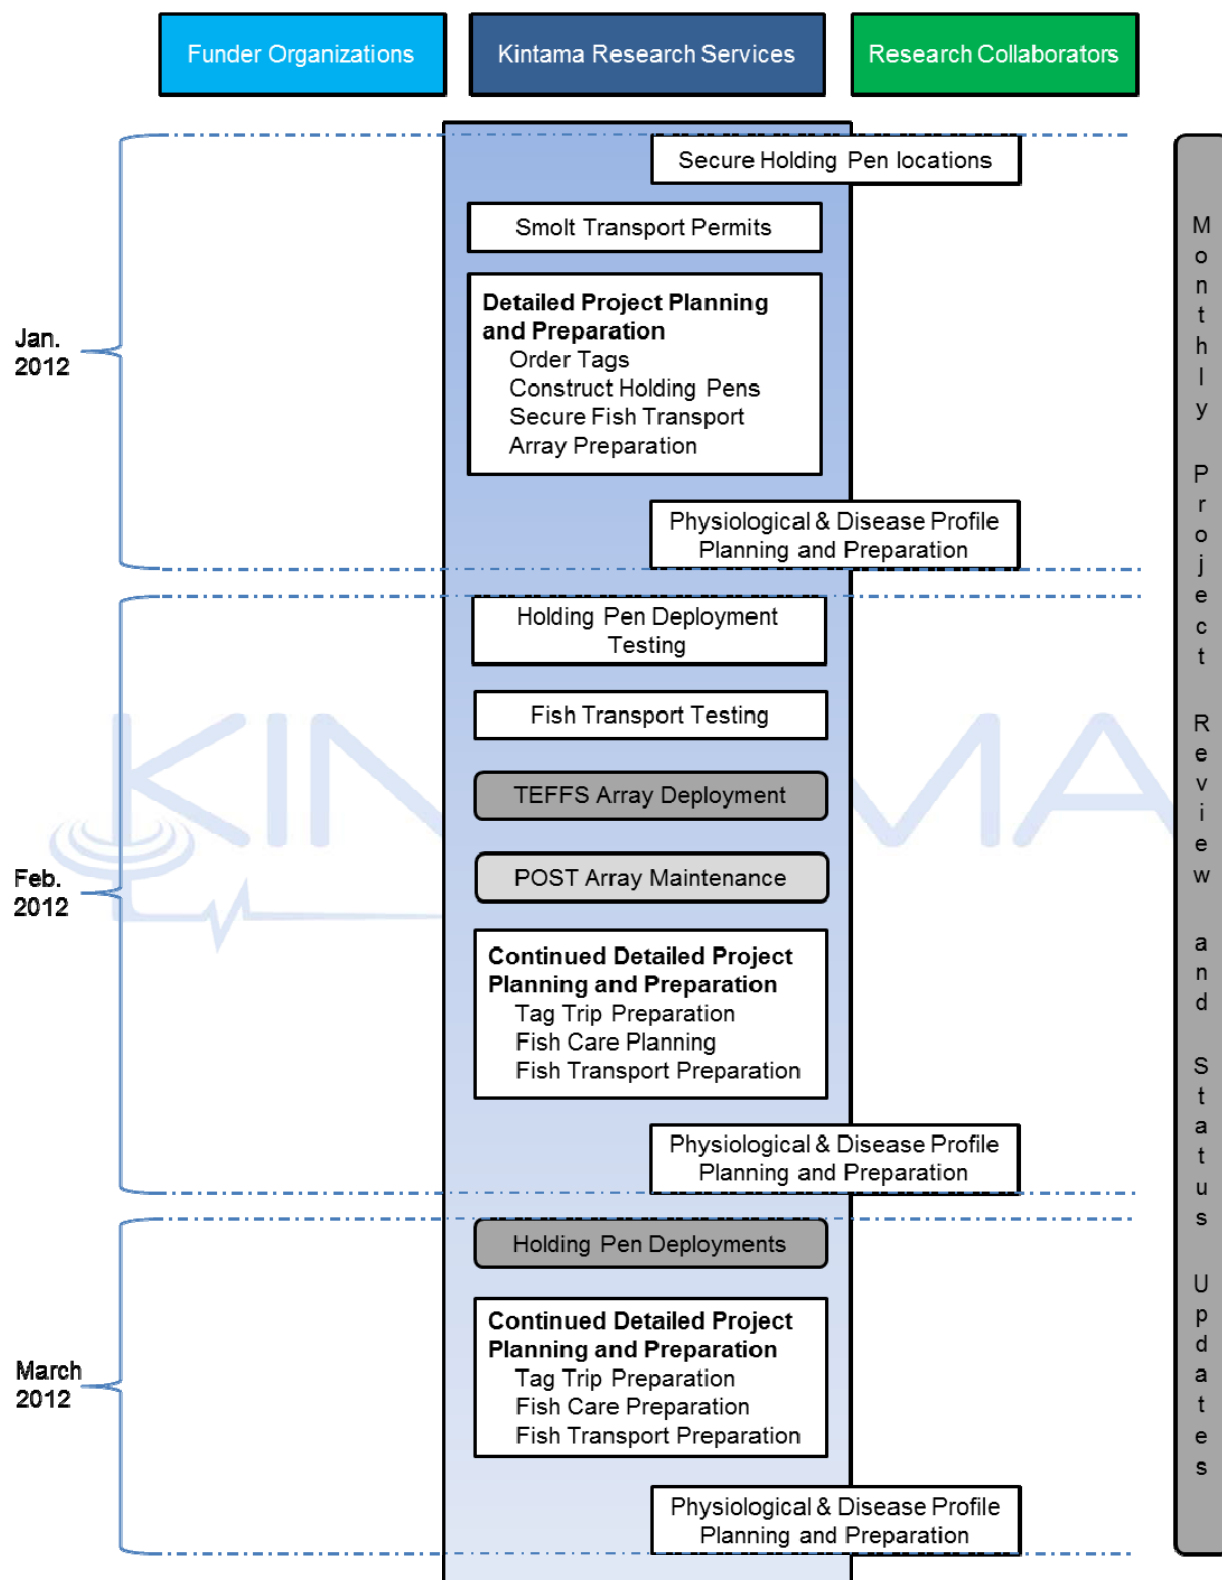 Funder Organizations
Kintama Research Services
Research Collaborators
Secure Holding Pen locations
Smolt Transport Permits
Detailed Project Planning
and Preparation
Order Tags
Construct Holding Pens
Secure Fish Transport
Array Preparation
Jan.
2012
Physiological & Disease Profile
Planning and Preparation
Holding Pen Deployment
Testing
Fish Transport Testing
TEFFS Array Deployment
POST Array Maintenance
Feb.
2012
Continued Detailed Project
Planning and Preparation
Tag Trip Preparation
Fish Care Planning
Fish Transport Preparation
Physiological & Disease Profile
Planning and Preparation
Holding Pen Deployments
Continued Detailed Project
Planning and Preparation
Tag Trip Preparation
Fish Care Preparation
Fish Transport Preparation
March
2012
Physiological & Disease Profile
Planning and Preparation
Monthly Project Review and Status Updates